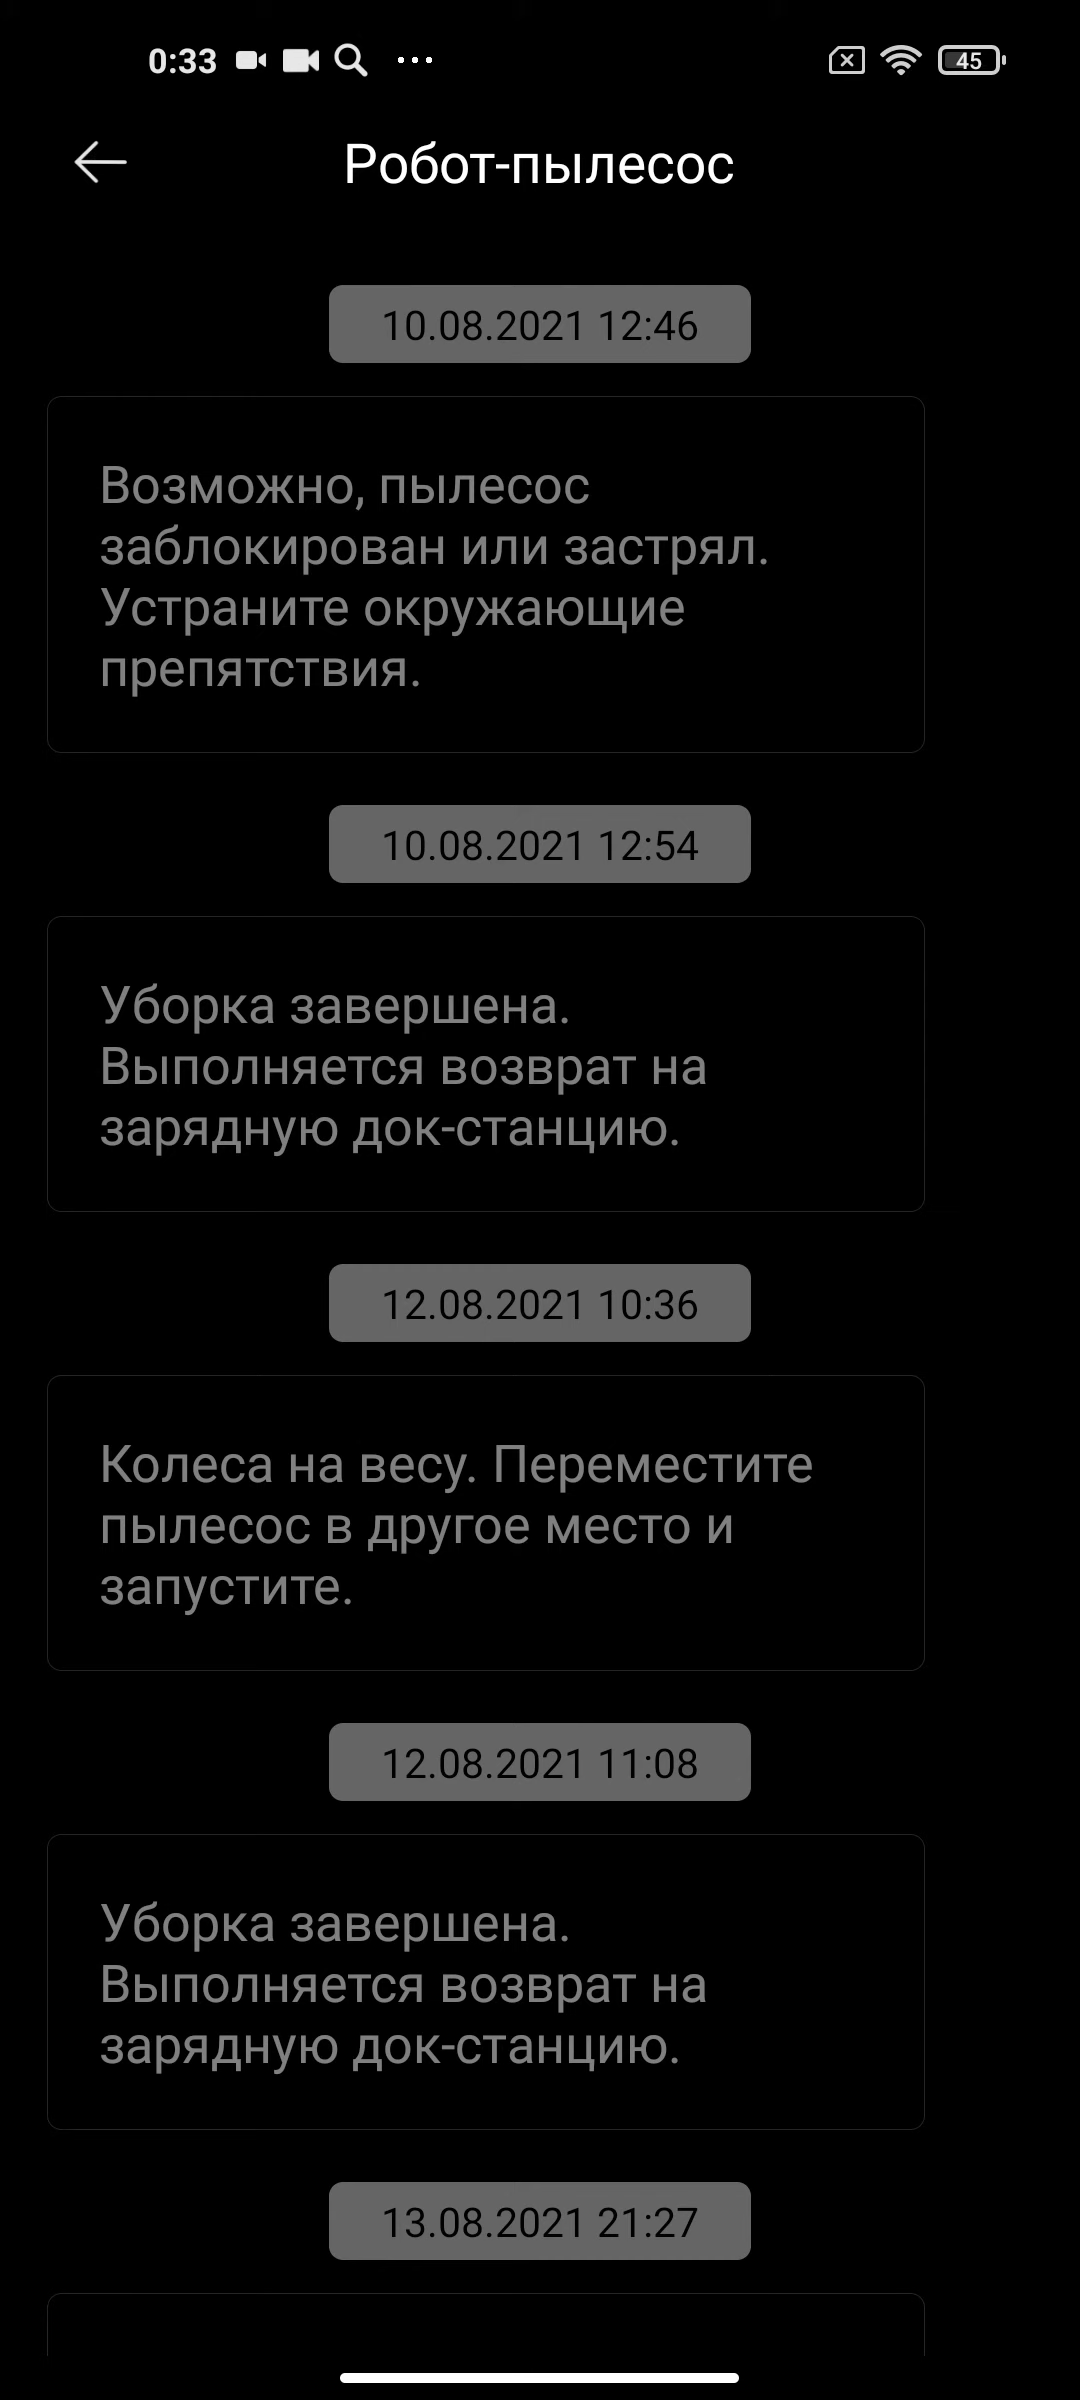 0:33
45
Робот-пылесос
10.08.2021 12:46
Возможно, пылесос
заблокирован или застрял.
Устраните окружающие
препятствия.
10.08.2021 12:54
Уборка завершена.
Выполняется возврат на
зарядную док-станцию.
12.08.2021 10:36
Колеса на весу. Переместите
пылесос в другое место и
запустите.
12.08.2021 11:08
Уборка завершена.
Выполняется возврат на
зарядную док-станцию.
13.08.2021 21:27